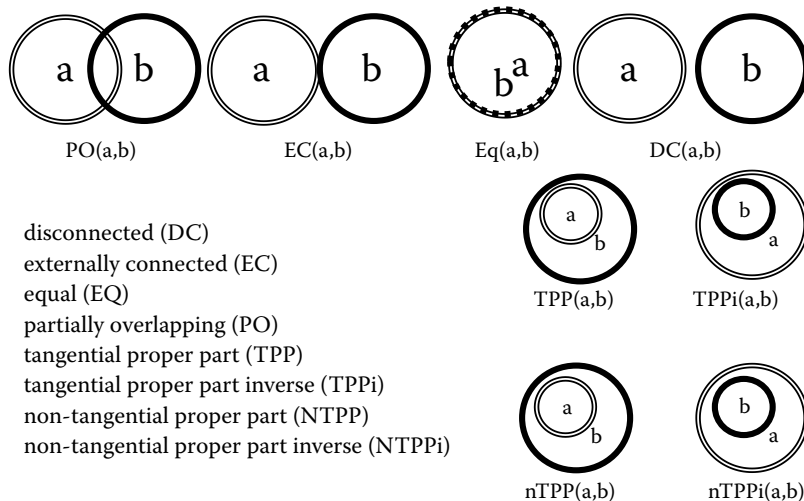 a b a b b a a b
PO(a,b) EC(a,b) Eq(a,b) DC(a,b)
a b b a
TPP(a,b) TPPi(a,b)
disconnected (DC)
externally connected (EC)
equal (EQ)
partially overlapping (PO)
tangential proper part (TPP)
tangential proper part inverse (TPPi)
non-tangential proper part (NTPP)
non-tangential proper part inverse (NTPPi)
a b b a
nTPP(a,b) nTPPi(a,b)